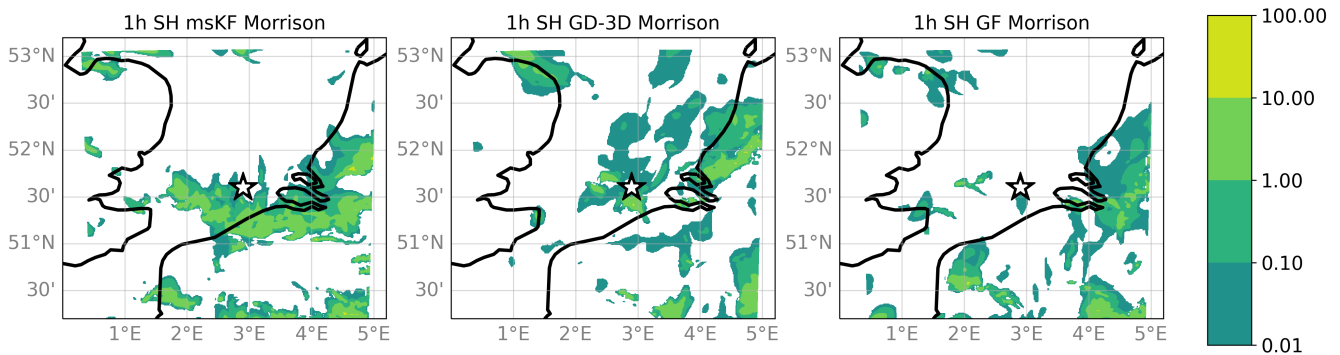 1h SH msKF Morrison
1h SH GD-3D Morrison
1h SH GF Morrison
53°N
30'
52°N
30'
51°N
30'
1°E 2°E 3°E 4°E 5°E
53°N
30'
52°N
30'
51°N
30'
1°E 2°E 3°E 4°E 5°E
53°N
30'
52°N
30'
51°N
30'
1°E 2°E 3°E 4°E 5°E
100.00
10.00
1.00
0.10
0.01